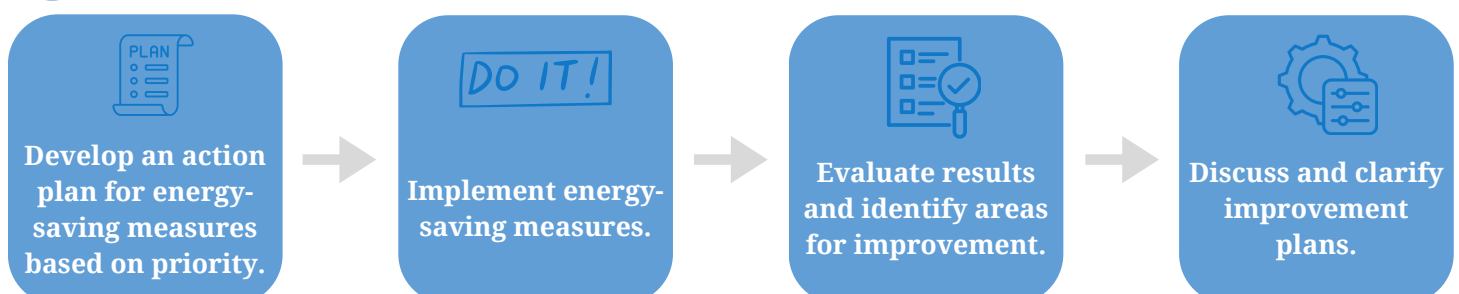 PLAN
Develop an action
plan for energy-
saving measures
based on priority.
DO IT!
Implement energy-
saving measures.
Evaluate results
and identify areas
for improvement.
Discuss and clarify
improvement
plans.